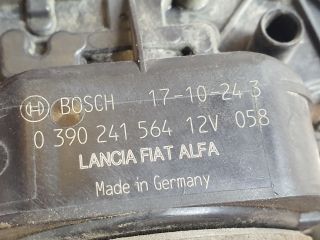 BOSCH 17-10-24 3
0 390 241 564 12V 058
LANCIA FIAT ALFA
Made in Germany